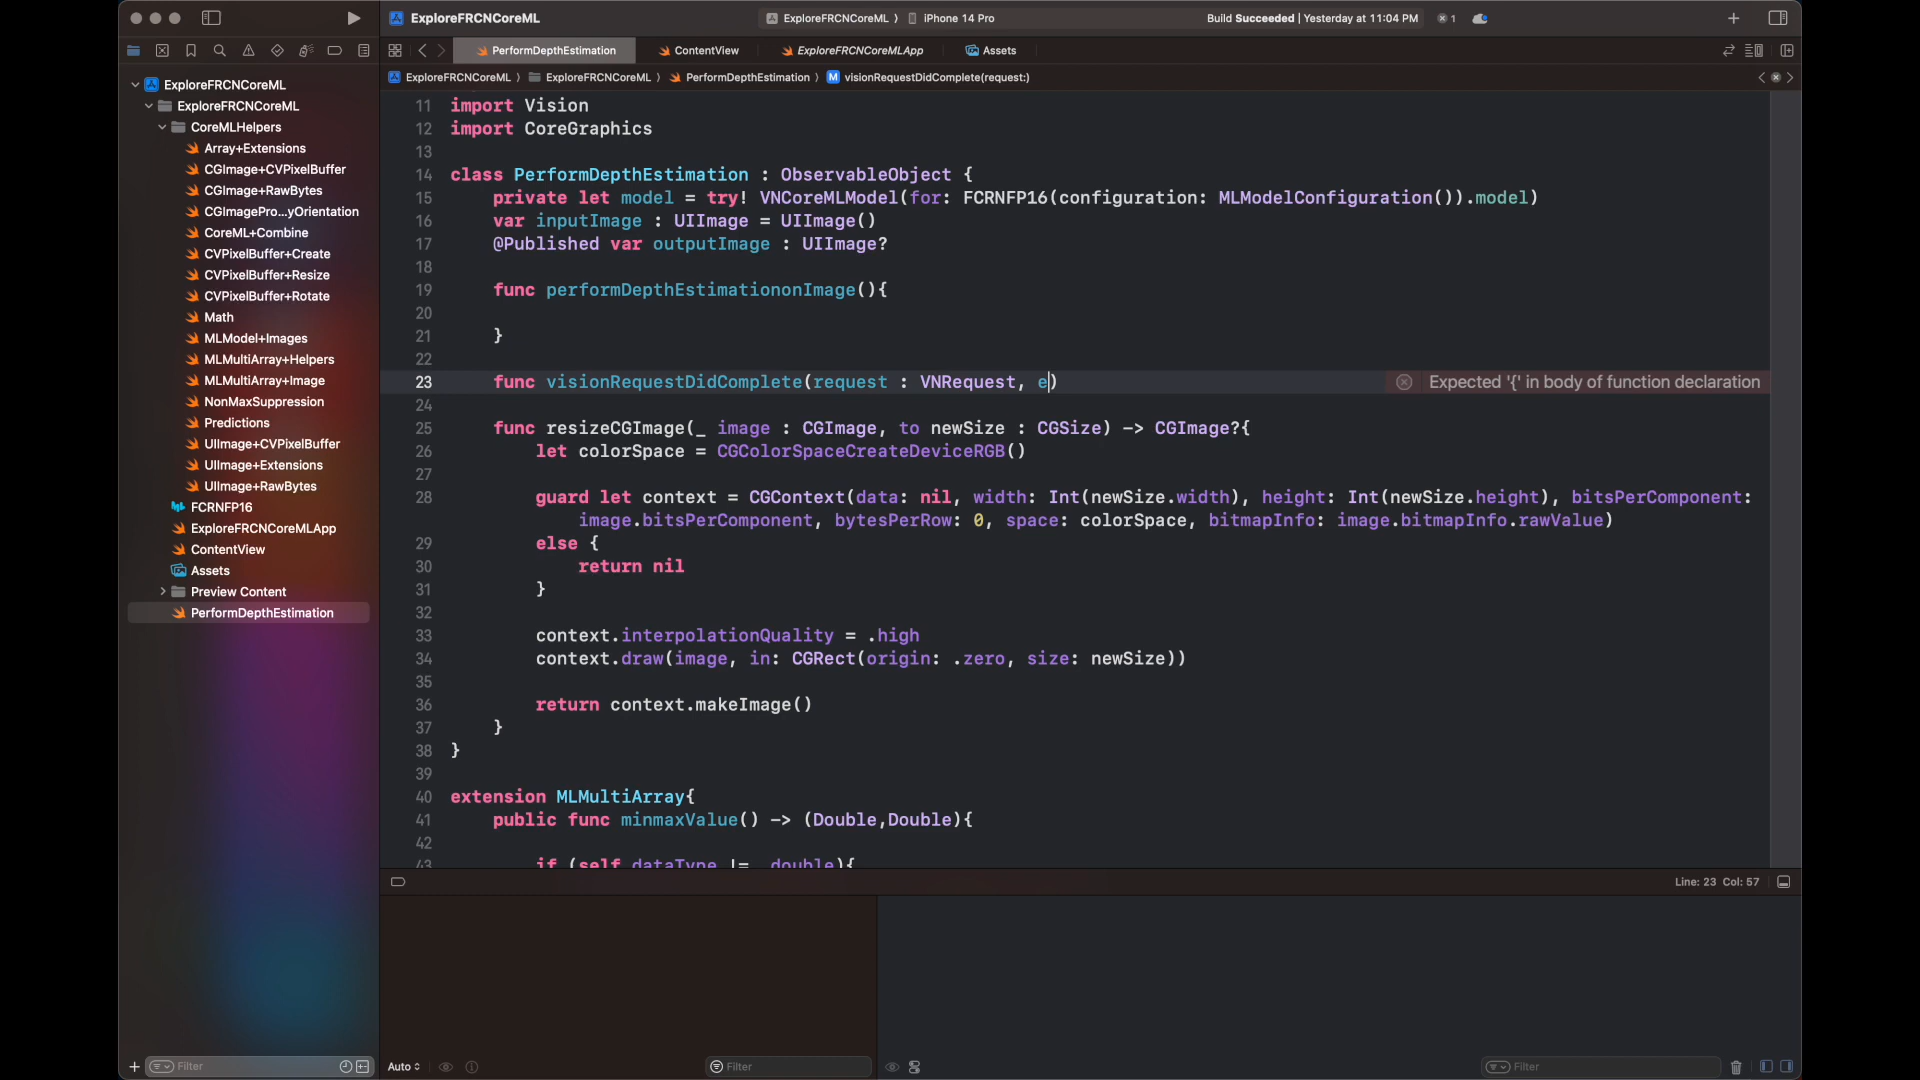 ExploreFRCNCoreML
ExploreFRCNCoreML ⟩ iPhone 14 Pro
Build Succeeded | Yesterday at 11:04 PM
1
PerformDepthEstimation
ContentView
ExploreFRCNCoreMLApp
Assets
ExploreFRCNCoreML ⟩ ExploreFRCNCoreML ⟩ PerformDepthEstimation ⟩ M visionRequestDidComplete(request:)
ExploreFRCNCoreML
ExploreFRCNCoreML
CoreMLHelpers
Array+Extensions
CGImage+CVPixelBuffer
CGImage+RawBytes
CGImagePro...yOrientation
CoreML+Combine
CVPixelBuffer+Create
CVPixelBuffer+Resize
CVPixelBuffer+Rotate
Math
MLModel+Images
MLMultiArray+Helpers
MLMultiArray+Image
NonMaxSuppression
Predictions
UIImage+CVPixelBuffer
UIImage+Extensions
UIImage+RawBytes
FCRNFP16
ExploreFRCNCoreMLApp
ContentView
Assets
Preview Content
PerformDepthEstimation
Filter
11 import Vision
12 import CoreGraphics
13
14 class PerformDepthEstimation : ObservableObject {
15 private let model = try! VNCoreMLModel(for: FCRNFP16(configuration: MLModelConfiguration()).model)
16 var inputImage : UIImage = UIImage()
17 @Published var outputImage : UIImage?
18
19 func performDepthEstimationonImage(){
20
21 }
22
23 func visionRequestDidComplete(request : VNRequest, e) Expected '{' in body of function declaration
24
25 func resizeCGImage(_ image : CGImage, to newSize : CGSize) -> CGImage?{
26 let colorSpace = CGColorSpaceCreateDeviceRGB()
27
28 guard let context = CGContext(data: nil, width: Int(newSize.width), height: Int(newSize.height), bitsPerComponent:
image.bitsPerComponent, bytesPerRow: 0, space: colorSpace, bitmapInfo: image.bitmapInfo.rawValue)
29 else {
30 return nil
31 }
32
33 context.interpolationQuality = .high
34 context.draw(image, in: CGRect(origin: .zero, size: newSize))
35
36 return context.makeImage()
37 }
38 }
39
40 extension MLMultiArray{
41 public func minmaxValue() -> (Double,Double){
42
43 if (self.dataType != .double){
Line: 23 Col: 57
Auto
Filter
Filter